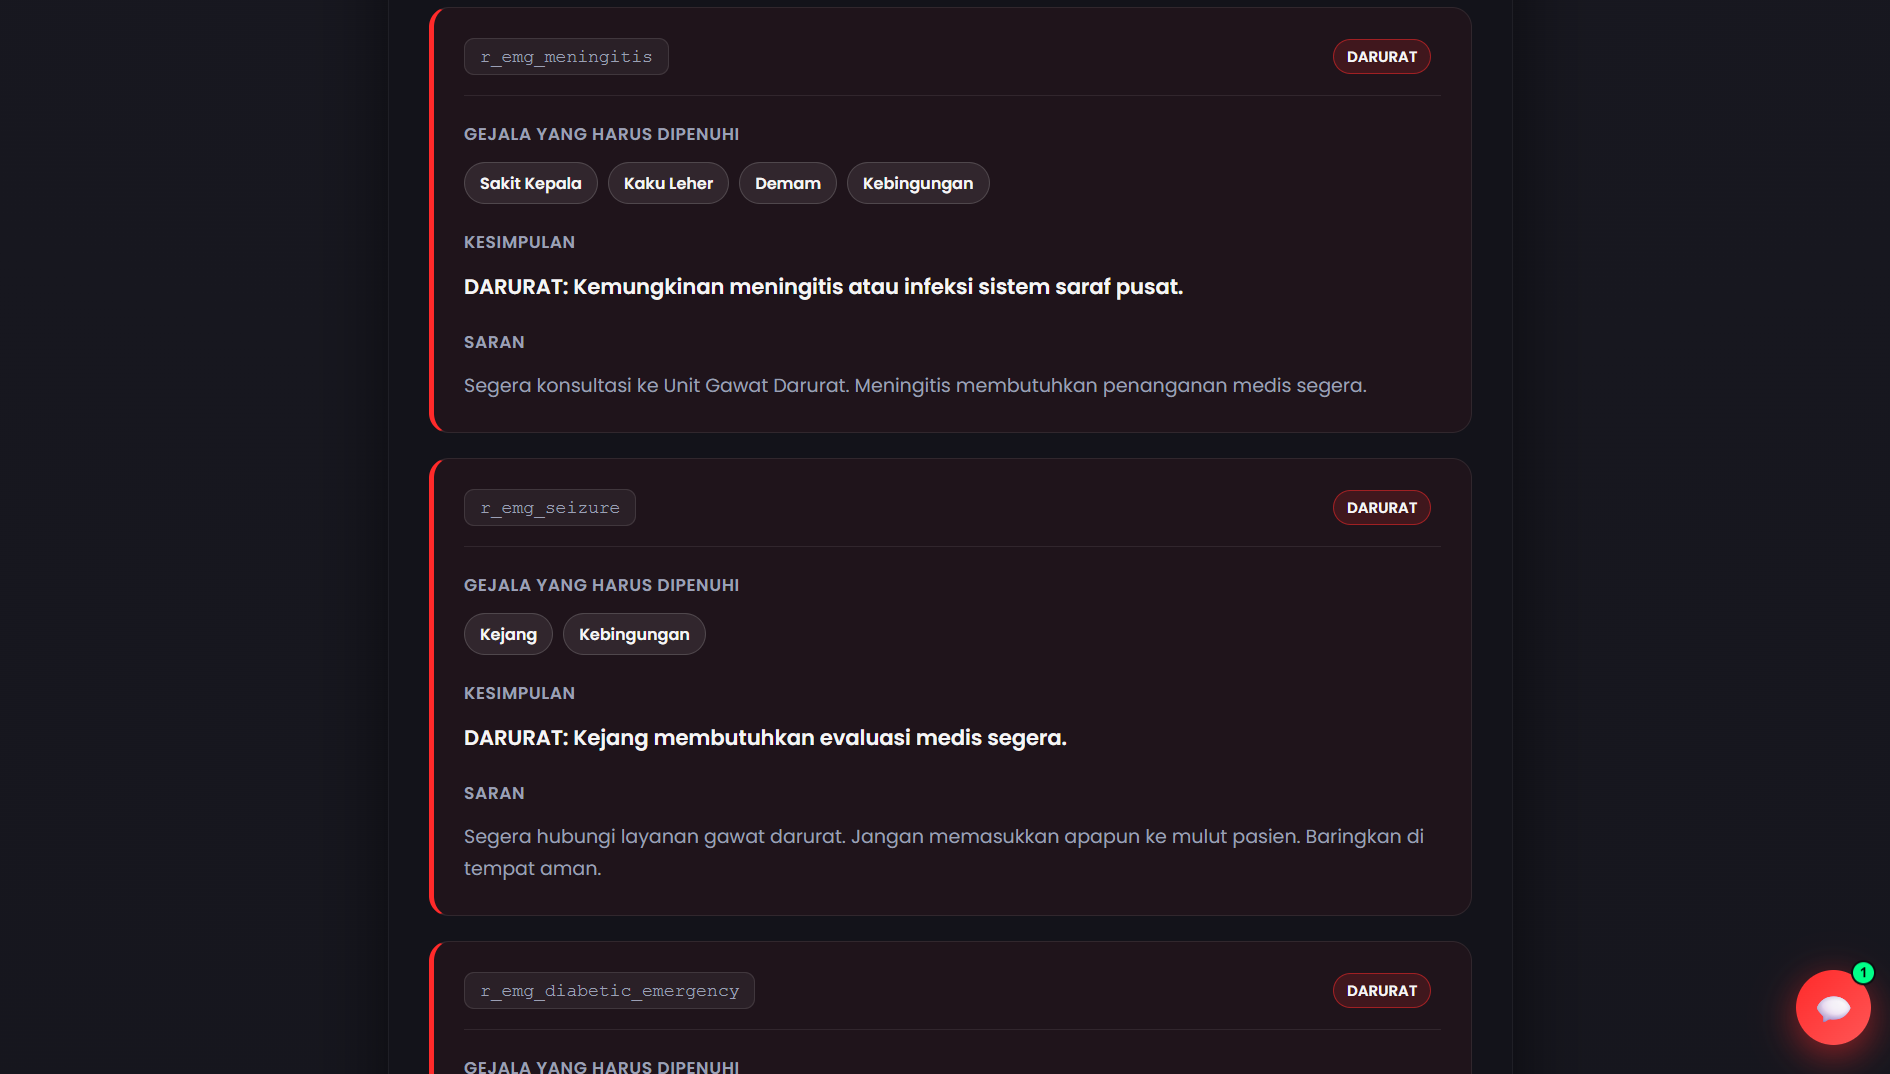 r_emg_meningitis
DARURAT
GEJALA YANG HARUS DIPENUHI
Sakit Kepala Kaku Leher Demam Kebingungan
KESIMPULAN
DARURAT: Kemungkinan meningitis atau infeksi sistem saraf pusat.
SARAN
Segera konsultasi ke Unit Gawat Darurat. Meningitis membutuhkan penanganan medis segera.
r_emg_seizure
DARURAT
GEJALA YANG HARUS DIPENUHI
Kejang Kebingungan
KESIMPULAN
DARURAT: Kejang membutuhkan evaluasi medis segera.
SARAN
Segera hubungi layanan gawat darurat. Jangan memasukkan apapun ke mulut pasien. Baringkan di
tempat aman.
r_emg_diabetic_emergency
DARURAT
GEJALA YANG HARUS DIPENUHI
1